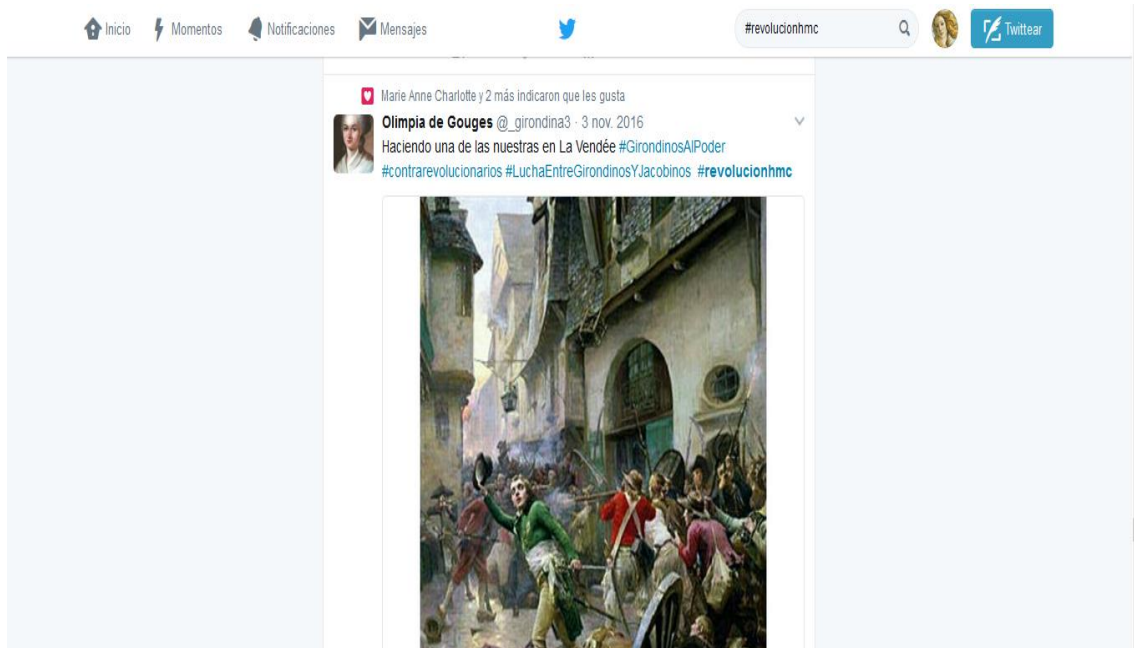 Inicio Momentos Notificaciones Mensajes #revolucionhmc Twittear
Marie Anne Charlotte y 2 más indicaron que les gusta
Olimpia de Gouges @_girondina3 · 3 nov. 2016
Haciendo una de las nuestras en La Vendée #GirondinosAlPoder
#contrarevolucionarios #LuchaEntreGirondinosYJacobinos #revolucionhmc